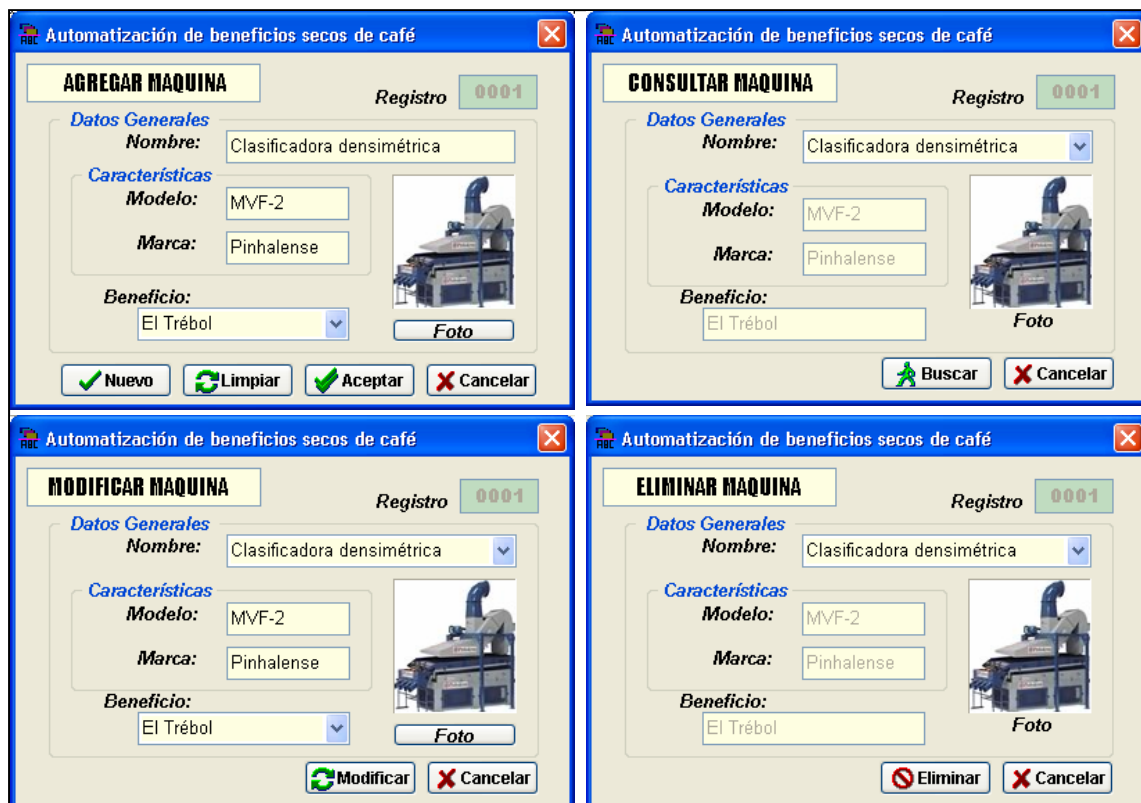 Automatización de beneficios secos de café
AGREGAR MAQUINA
Registro 0001
Datos Generales
Nombre: Clasificadora densimétrica
Características
Modelo: MVF-2
Marca: Pinhalense
Beneficio:
El Trébol
Foto
Nuevo Limpiar Aceptar Cancelar
Automatización de beneficios secos de café
CONSULTAR MAQUINA
Registro 0001
Datos Generales
Nombre: Clasificadora densimétrica
Características
Modelo: MVF-2
Marca: Pinhalense
Beneficio:
El Trébol
Foto
Buscar Cancelar
Automatización de beneficios secos de café
MODIFICAR MAQUINA
Registro 0001
Datos Generales
Nombre: Clasificadora densimétrica
Características
Modelo: MVF-2
Marca: Pinhalense
Beneficio:
El Trébol
Foto
Modificar Cancelar
Automatización de beneficios secos de café
ELIMINAR MAQUINA
Registro 0001
Datos Generales
Nombre: Clasificadora densimétrica
Características
Modelo: MVF-2
Marca: Pinhalense
Beneficio:
El Trébol
Foto
Eliminar Cancelar